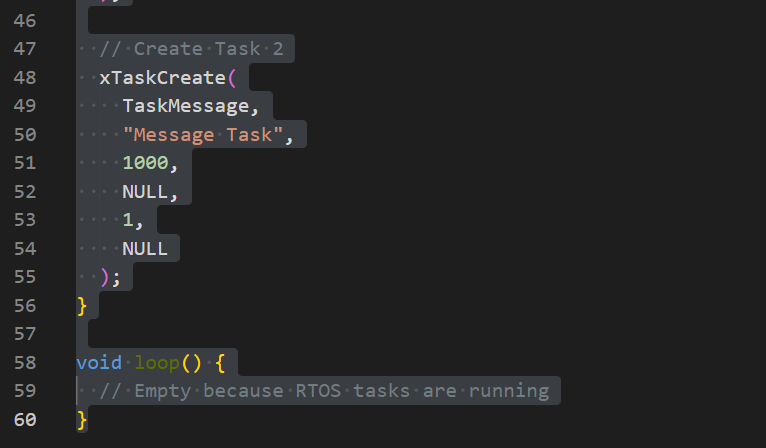 46
47 // Create Task 2
48 xTaskCreate(
49 TaskMessage,
50 "Message Task",
51 1000,
52 NULL,
53 1,
54 NULL
55 );
56 }
57
58 void loop() {
59 // Empty because RTOS tasks are running
60 }